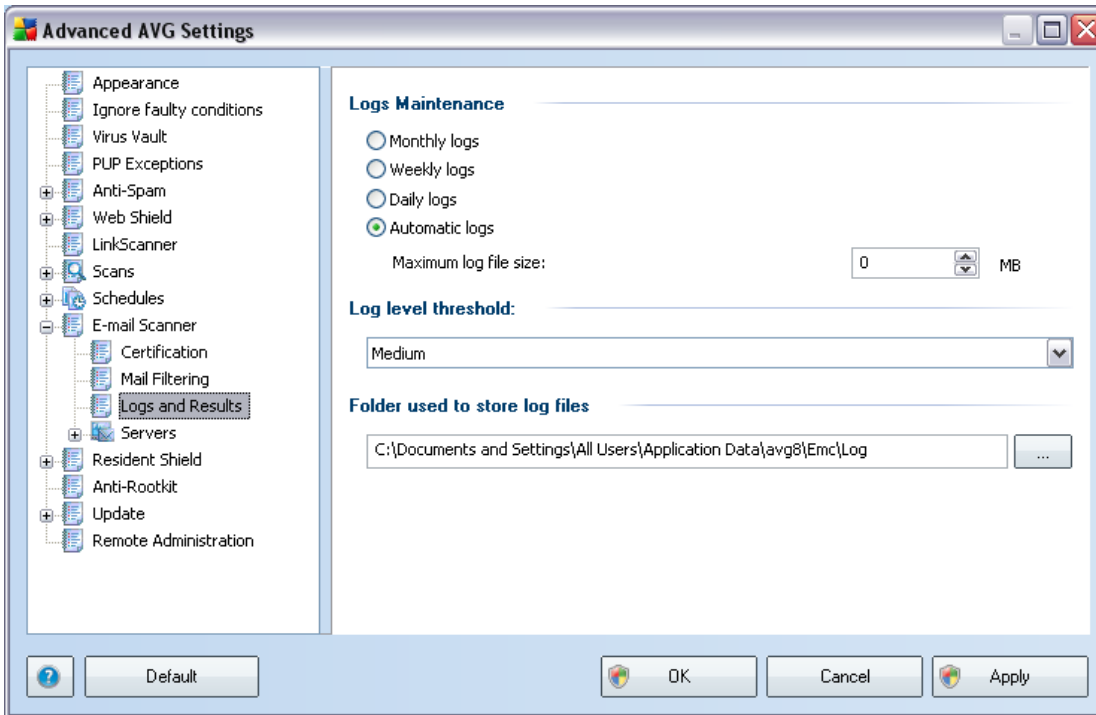 Advanced AVG Settings
Appearance
Ignore faulty conditions
Virus Vault
PUP Exceptions
Anti-Spam
Web Shield
LinkScanner
Scans
Schedules
E-mail Scanner
Certification
Mail Filtering
Logs and Results
Servers
Resident Shield
Anti-Rootkit
Update
Remote Administration
Logs Maintenance
Monthly logs
Weekly logs
Daily logs
Automatic logs
Maximum log file size: 0 MB
Log level threshold:
Medium
Folder used to store log files
C:\Documents and Settings\All Users\Application Data\avg8\Emc\Log ...
? Default OK Cancel Apply